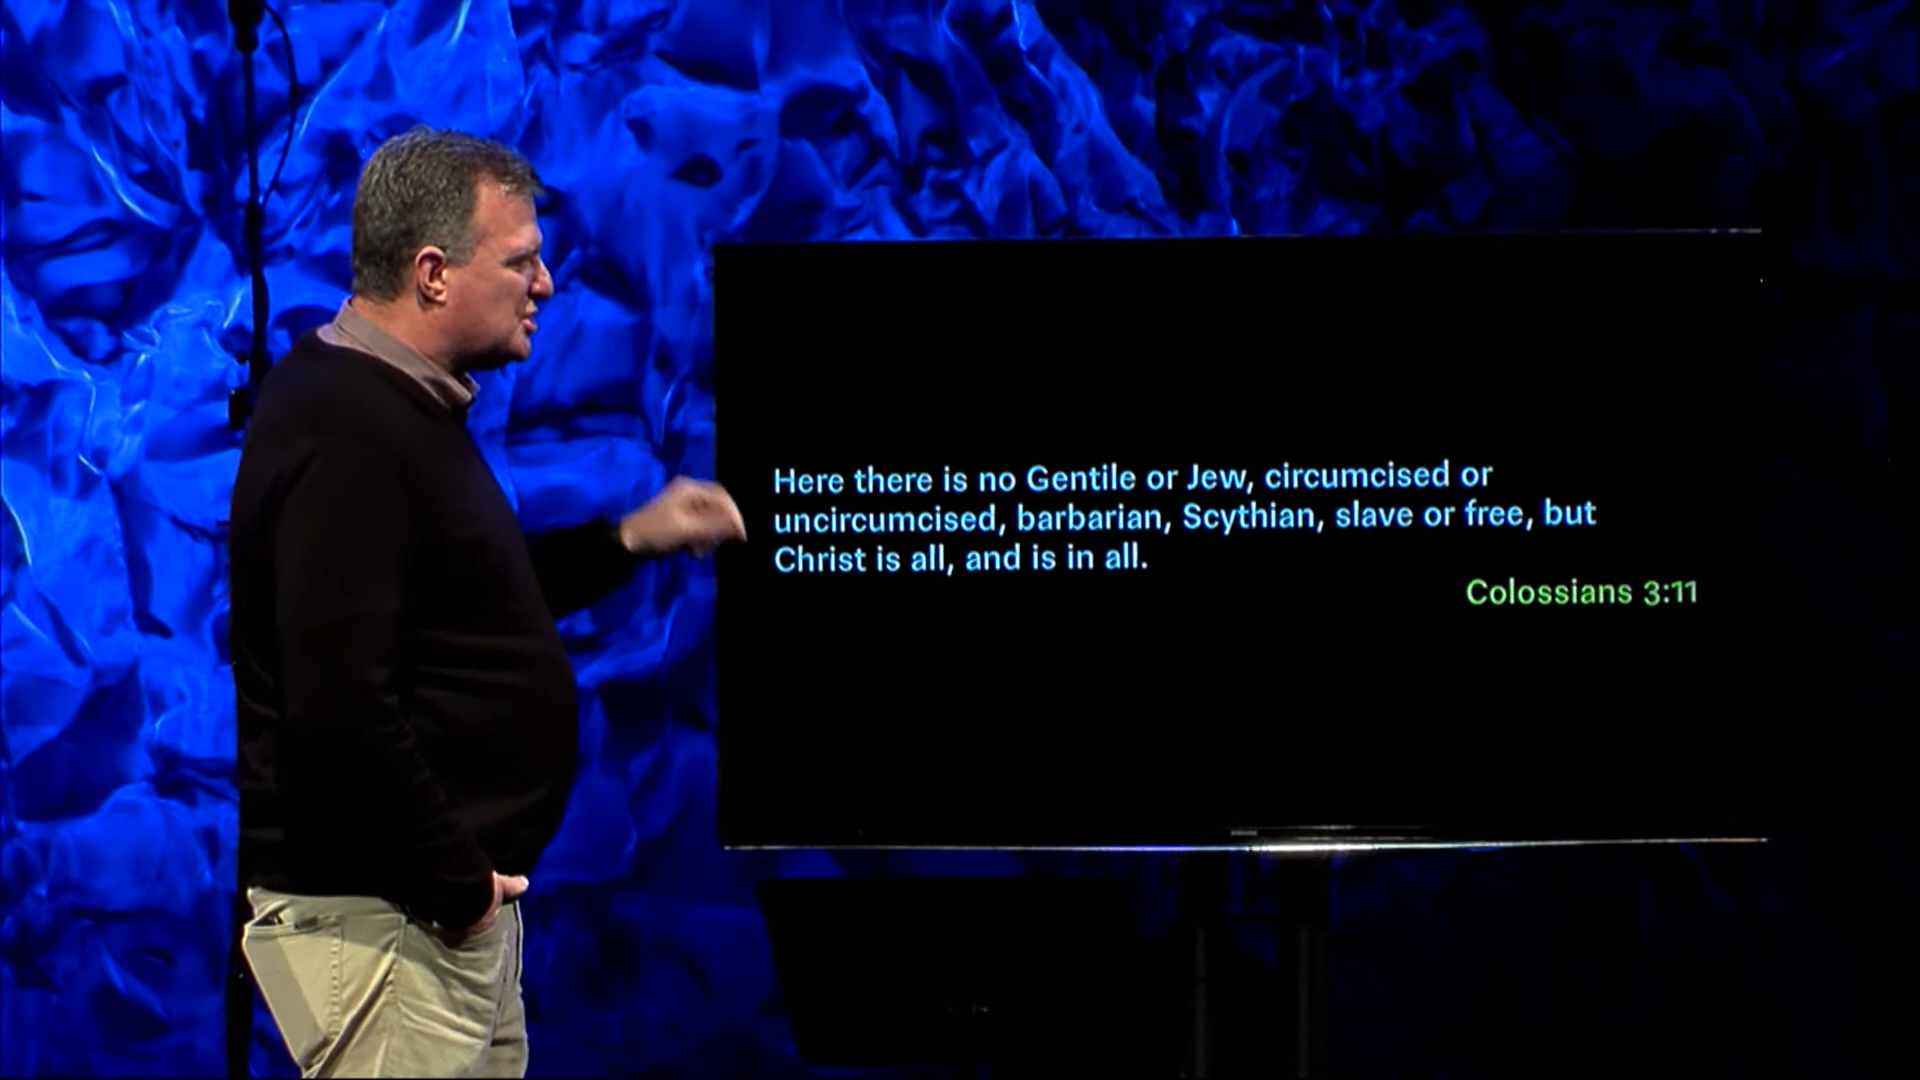 Here there is no Gentile or Jew, circumcised or
uncircumcised, barbarian, Scythian, slave or free, but
Christ is all, and is in all.
Colossians 3:11